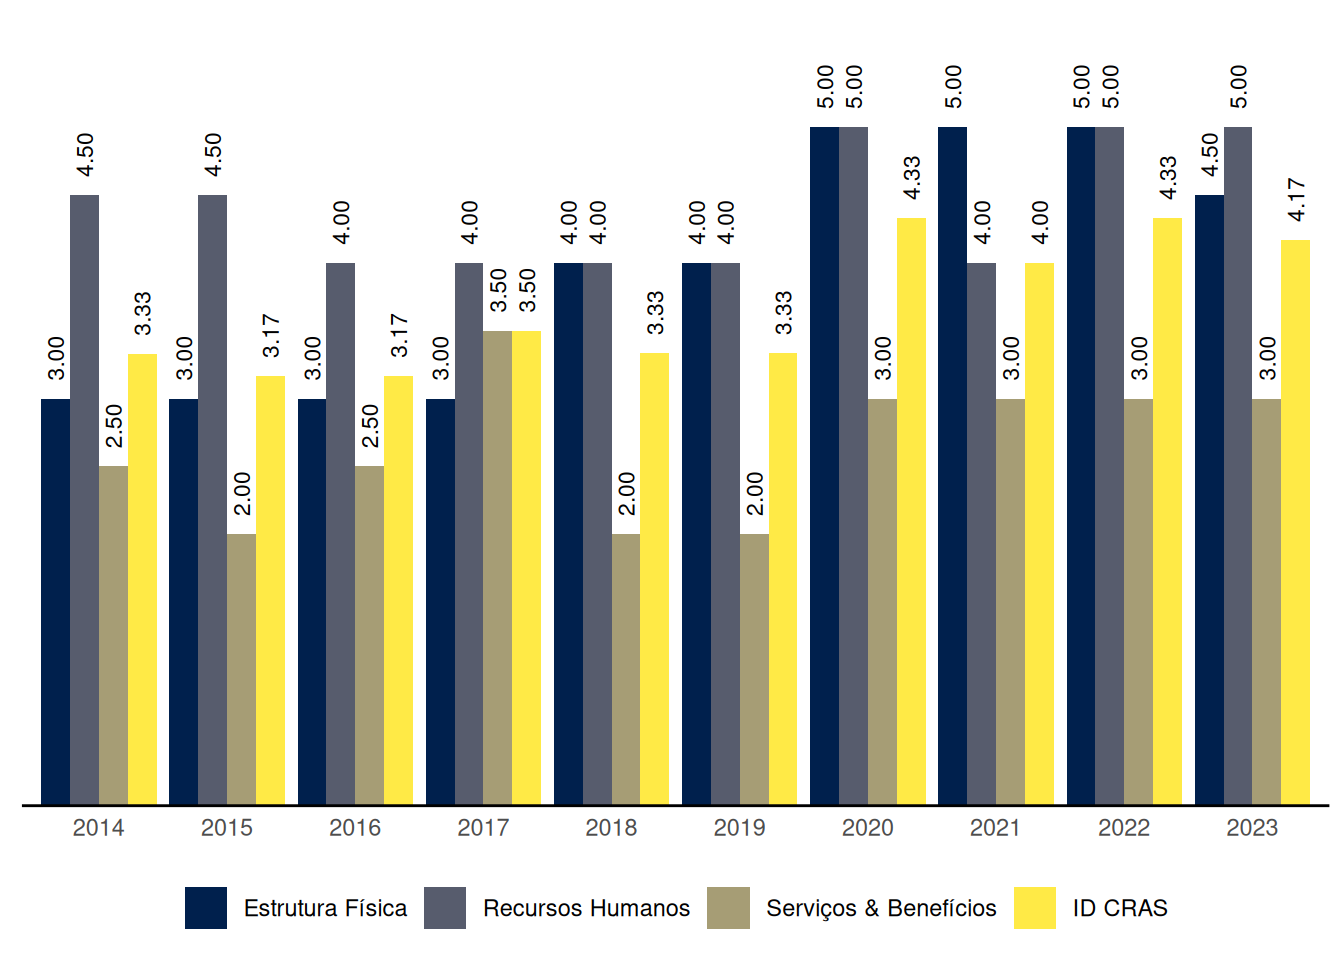 3.00 4.50 2.50 3.33 3.00 4.50 2.00 3.17 3.00 4.00 2.50 3.17 3.00 4.00 3.50 3.50 4.00 4.00 2.00 3.33 4.00 4.00 2.00 3.33 5.00 5.00 3.00 4.33 5.00 4.00 3.00 4.00 5.00 5.00 3.00 4.33 4.50 5.00 3.00 4.17
2014 2015 2016 2017 2018 2019 2020 2021 2022 2023
Estrutura Física Recursos Humanos Serviços & Benefícios ID CRAS